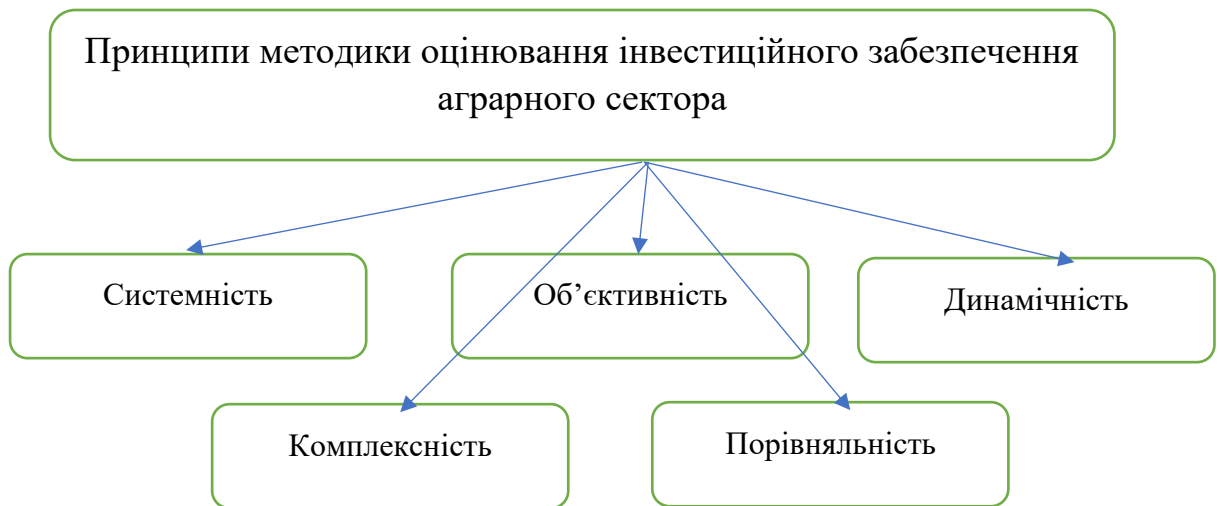 Принципи методики оцінювання інвестиційного забезпечення
аграрного сектора
Системність
Об’єктивність
Динамічність
Комплексність
Порівняльність